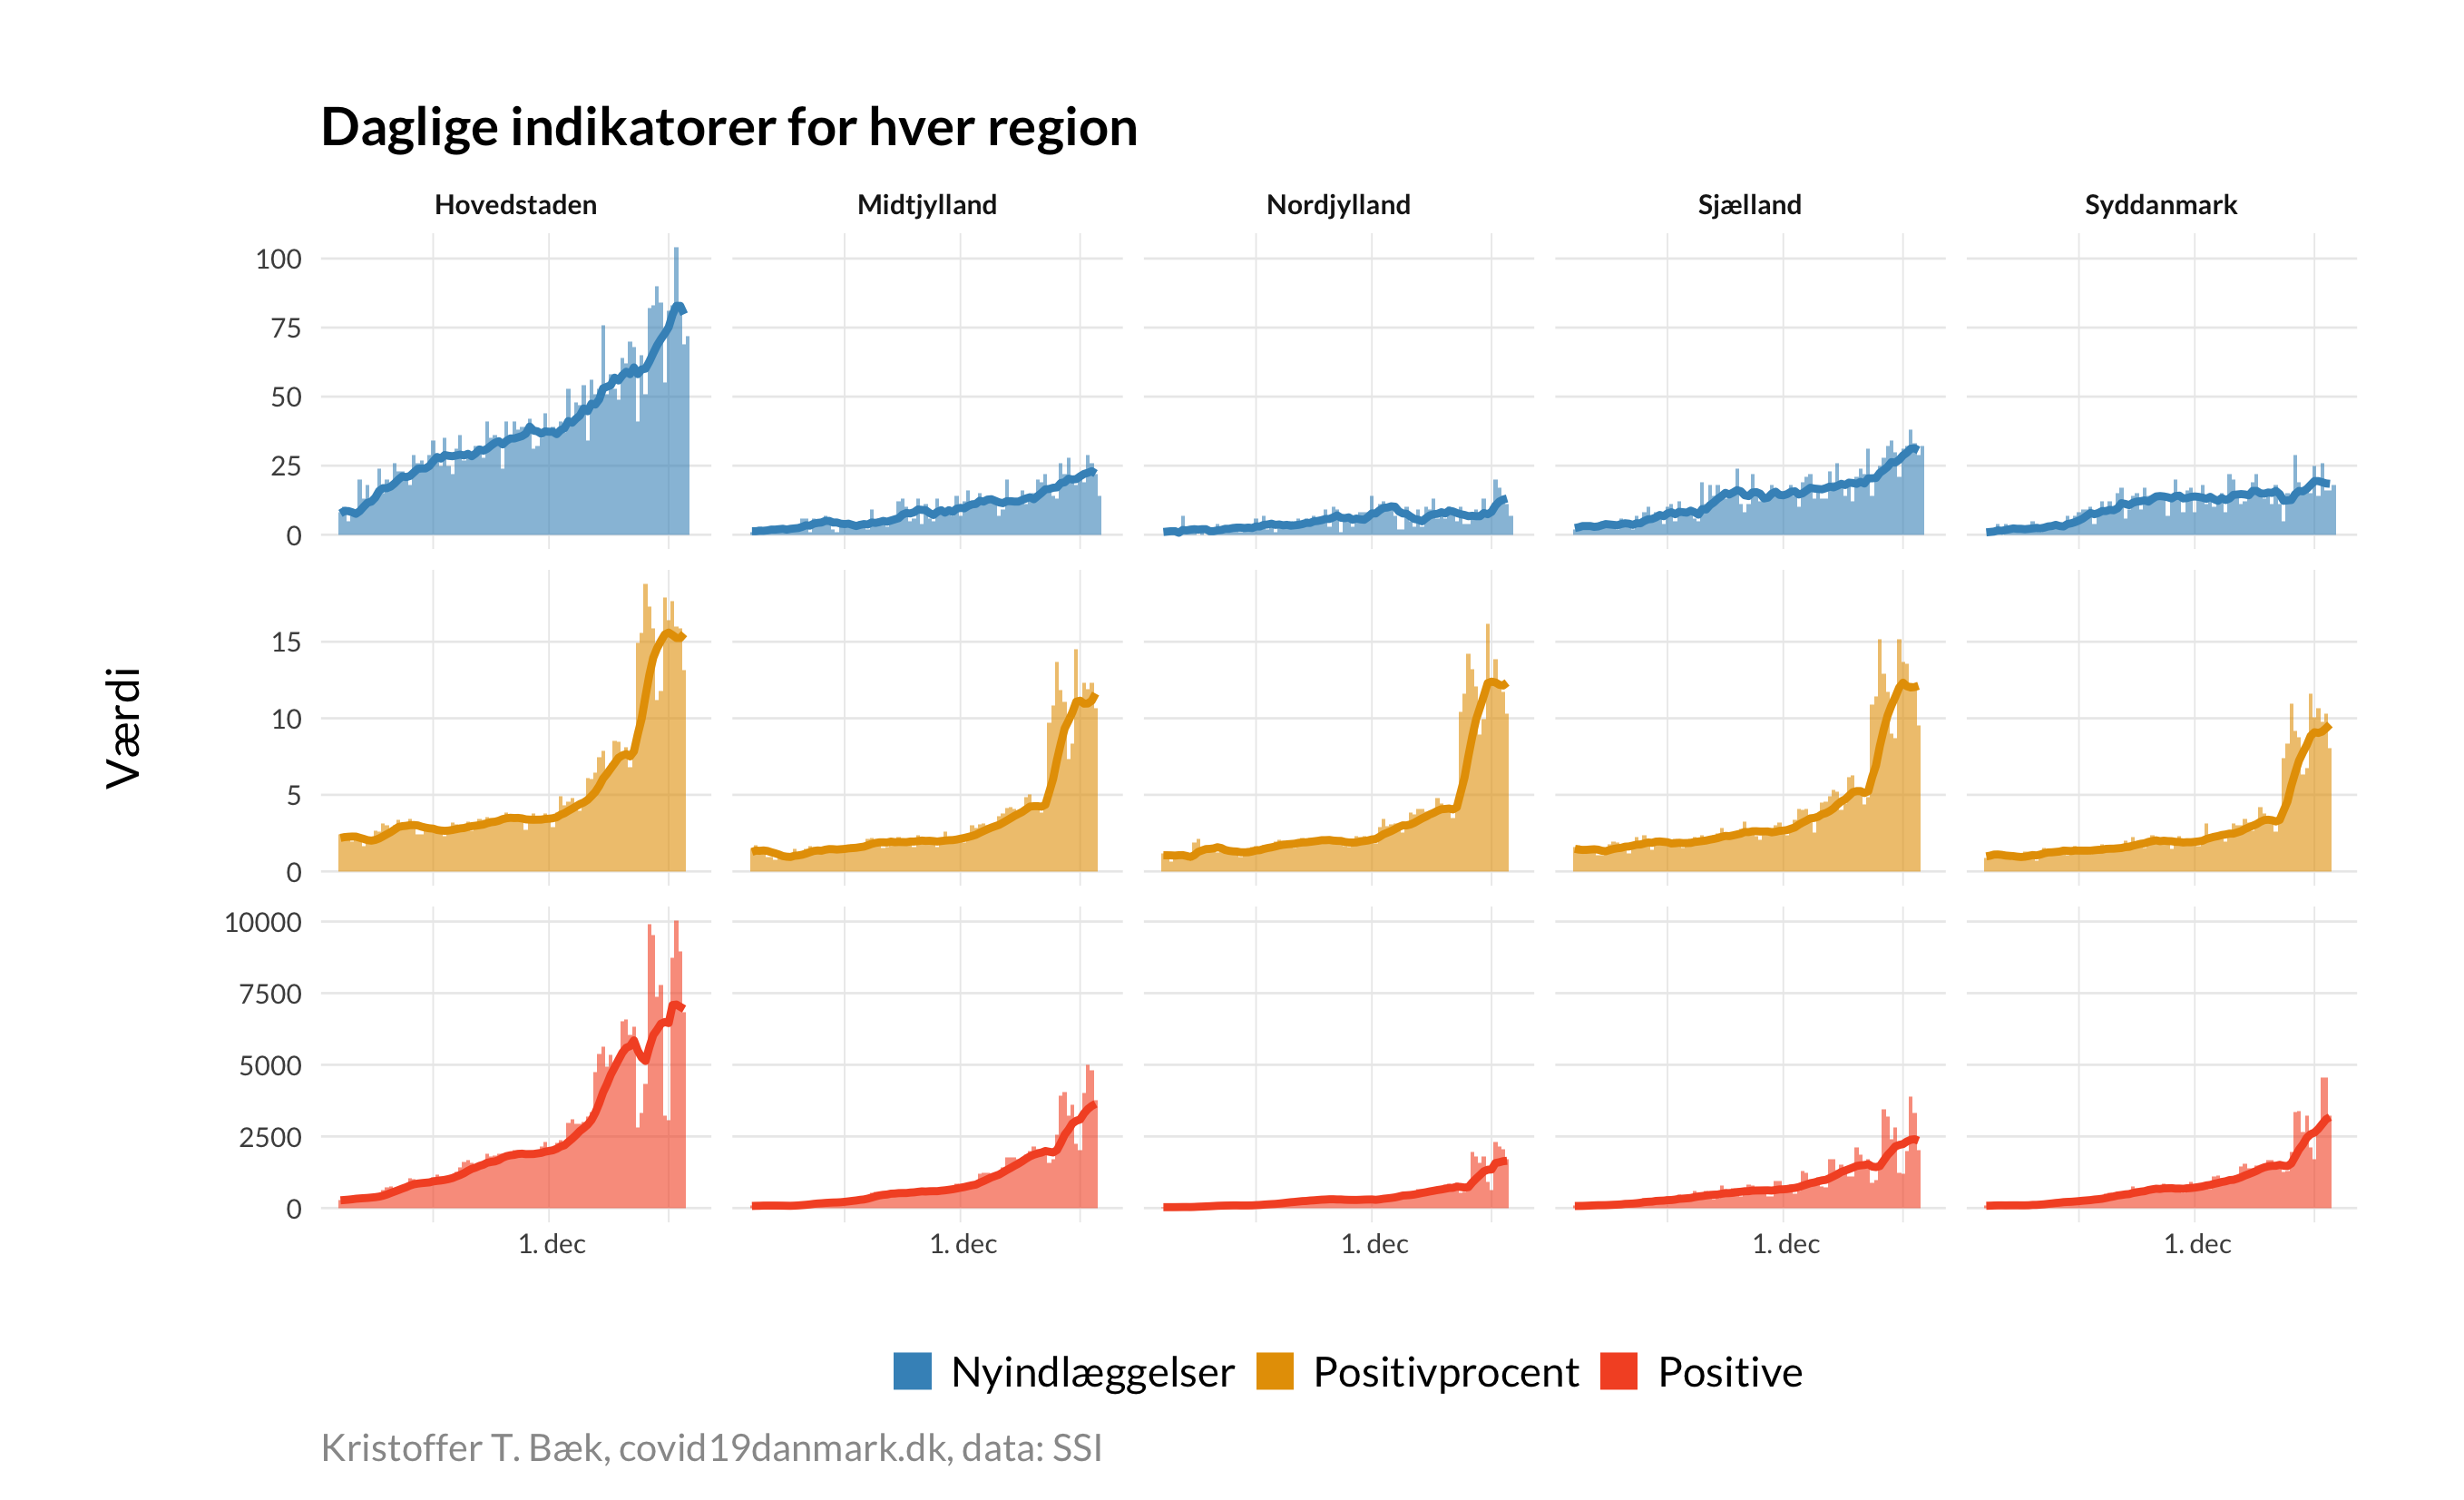 Daglige indikatorer for hver region
Hovedstaden Midtjylland Nordjylland Sjælland Syddanmark
100
75
50
25
0
15
10
5
0
10000
7500
5000
2500
0
Værdi
1. dec 1. dec 1. dec 1. dec 1. dec
Nyindlæggelser Positivprocent Positive
Kristoffer T. Bæk, covid19danmark.dk, data: SSI